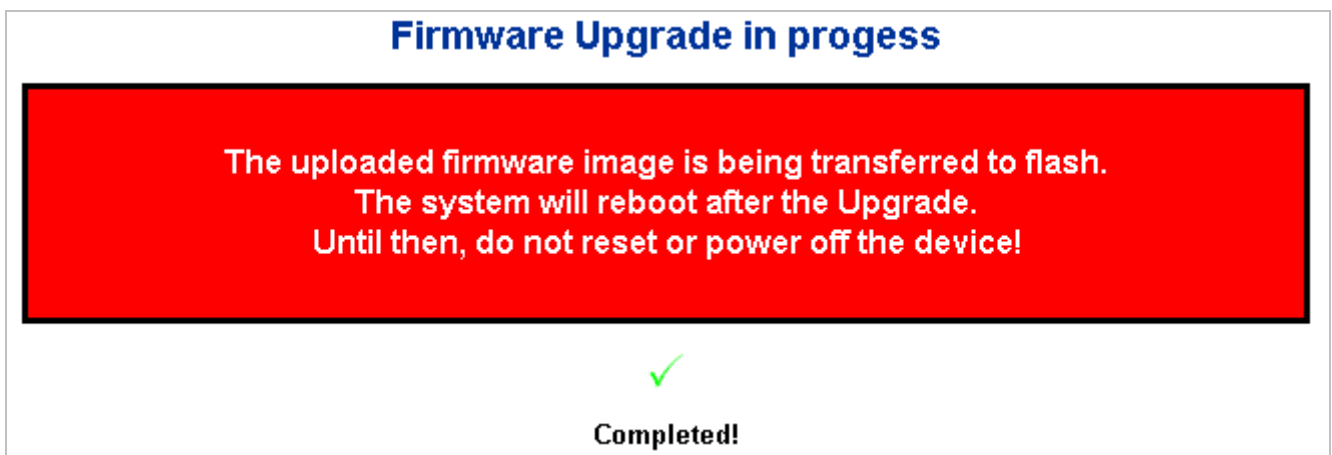 Firmware Upgrade in progess
The uploaded firmware image is being transferred to flash.
The system will reboot after the Upgrade.
Until then, do not reset or power off the device!
Completed!